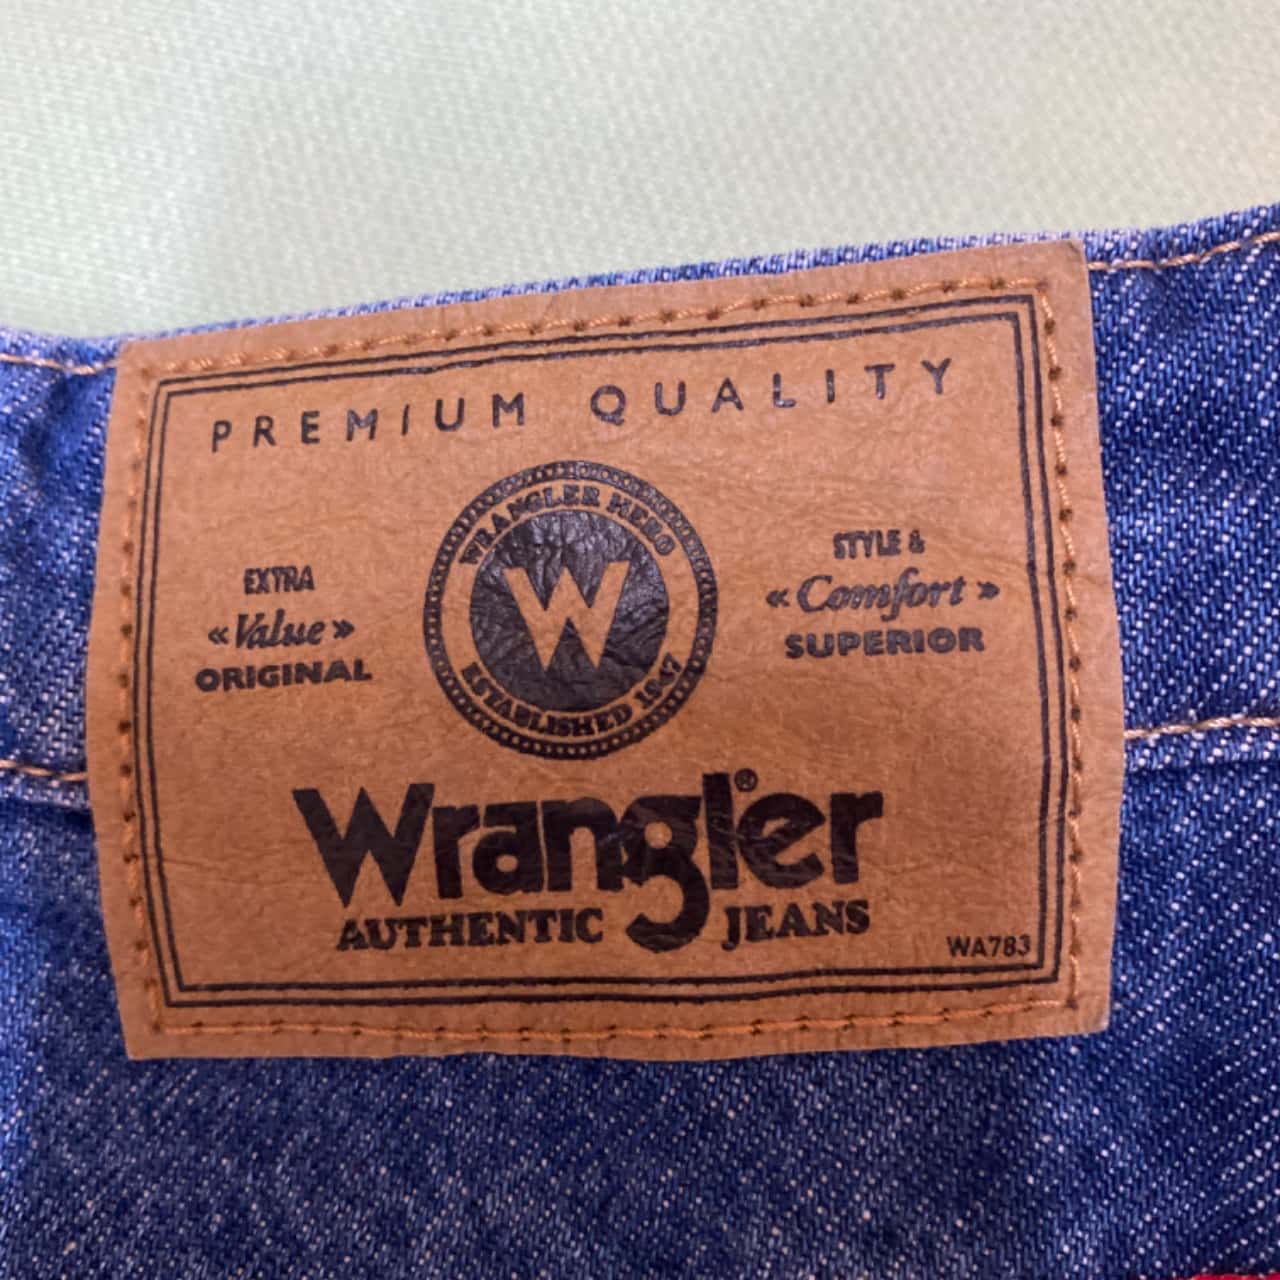 PREMIUM QUALITY
WRANGLER HERO
W
ESTABLISHED 1947
EXTRA
«Value»
ORIGINAL
STYLE &
«Comfort»
SUPERIOR
Wrangler®
AUTHENTIC JEANS
WA783